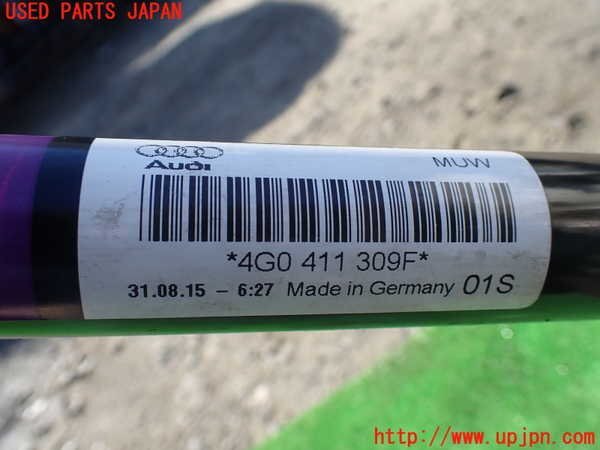 USED PARTS JAPAN
Audi
MUW
*4G0 411 309F*
31.08.15 – 6:27 Made in Germany 01S
http://www.upjpn.com/